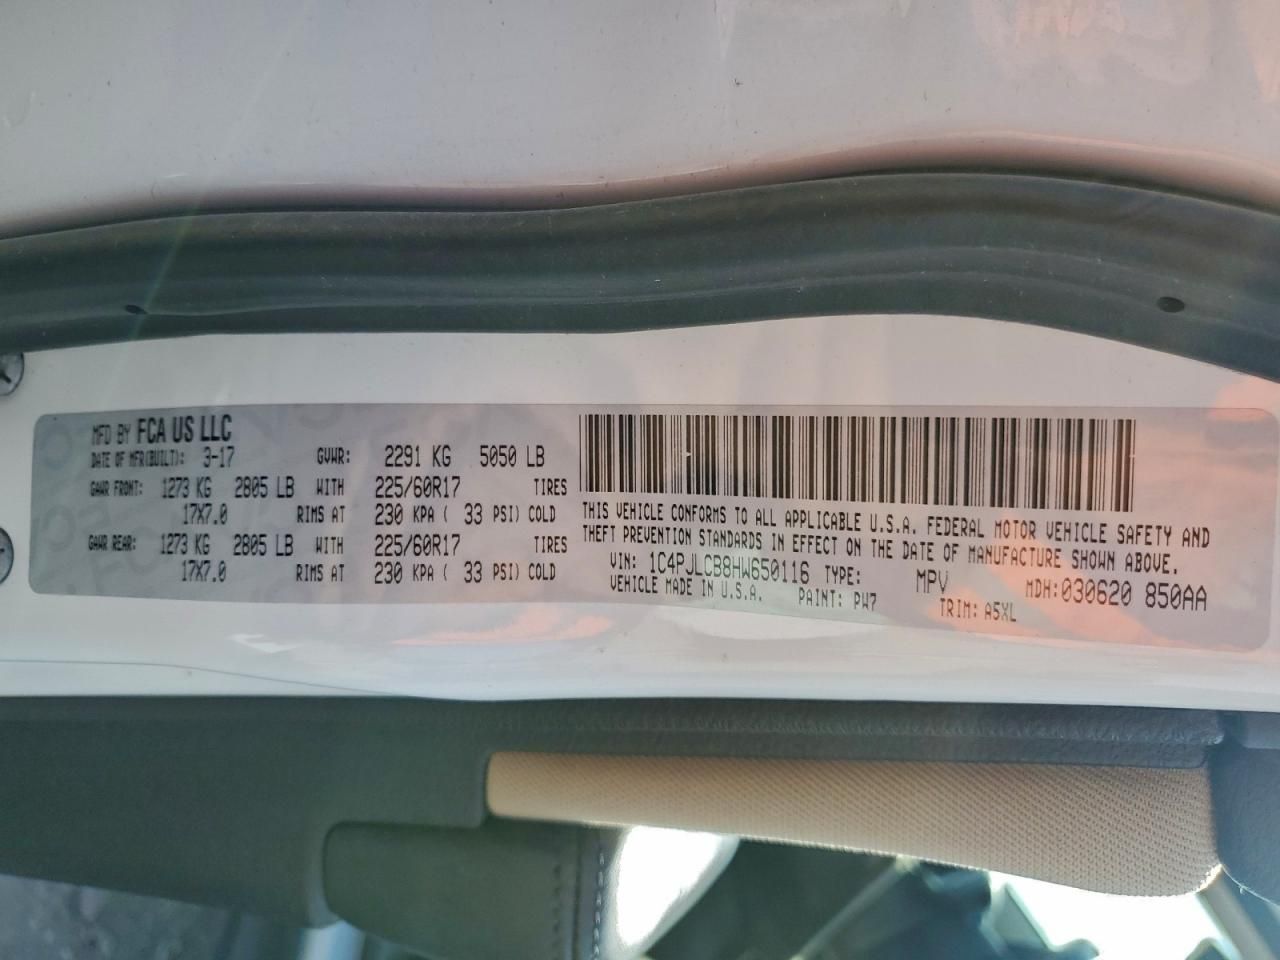 MFD BY FCA US LLC
DATE OF MFR(BUILT): 3-17 GVWR: 2291 KG 5050 LB
GAWR FRONT: 1273 KG 2805 LB WITH 225/60R17 TIRES
17X7.0 RIMS AT 230 KPA ( 33 PSI) COLD
GAWR REAR: 1273 KG 2805 LB WITH 225/60R17 TIRES
17X7.0 RIMS AT 230 KPA ( 33 PSI) COLD
THIS VEHICLE CONFORMS TO ALL APPLICABLE U.S.A. FEDERAL MOTOR VEHICLE SAFETY AND
THEFT PREVENTION STANDARDS IN EFFECT ON THE DATE OF MANUFACTURE SHOWN ABOVE.
VIN: 1C4PJLCB8HW650116 TYPE: MPV MDH: 030620 850AA
VEHICLE MADE IN U.S.A. PAINT: PW7 TRIM: A5XL